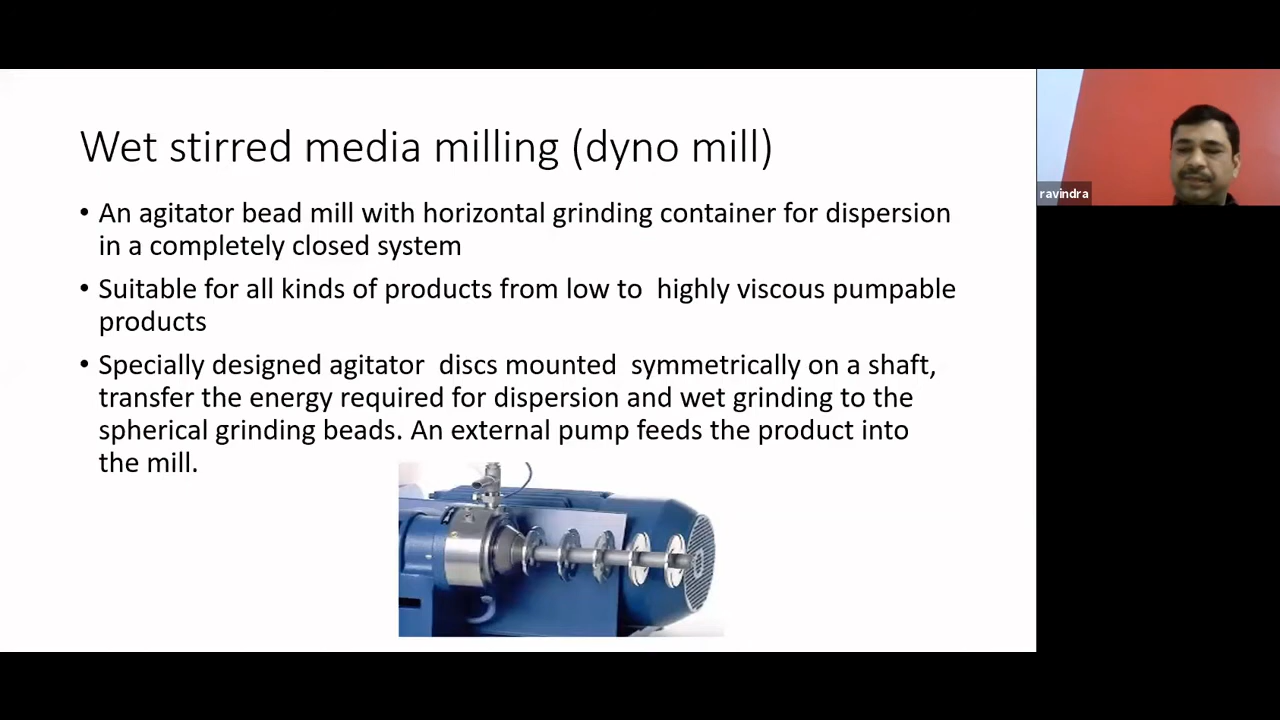 Wet stirred media milling (dyno mill)
• An agitator bead mill with horizontal grinding container for dispersion
in a completely closed system
• Suitable for all kinds of products from low to  highly viscous pumpable
products
• Specially designed agitator  discs mounted  symmetrically on a shaft,
transfer the energy required for dispersion and wet grinding to the
spherical grinding beads. An external pump feeds the product into
the mill.
ravindra